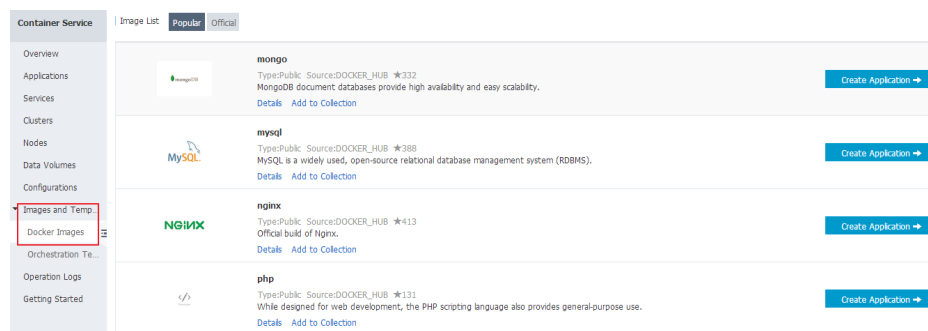 Container Service
Overview
Applications
Services
Clusters
Nodes
Data Volumes
Configurations
Images and Temp...
Docker Images
Orchestration Te...
Operation Logs
Getting Started
Image List Popular Official
mongoDB
mongo
Type:Public Source:DOCKER_HUB ★332
MongoDB document databases provide high availability and easy scalability.
Details Add to Collection
Create Application ➔
MySQL
mysql
Type:Public Source:DOCKER_HUB ★388
MySQL is a widely used, open-source relational database management system (RDBMS).
Details Add to Collection
Create Application ➔
NGINX
nginx
Type:Public Source:DOCKER_HUB ★413
Official build of Nginx.
Details Add to Collection
Create Application ➔
</>
php
Type:Public Source:DOCKER_HUB ★131
While designed for web development, the PHP scripting language also provides general-purpose use.
Details Add to Collection
Create Application ➔